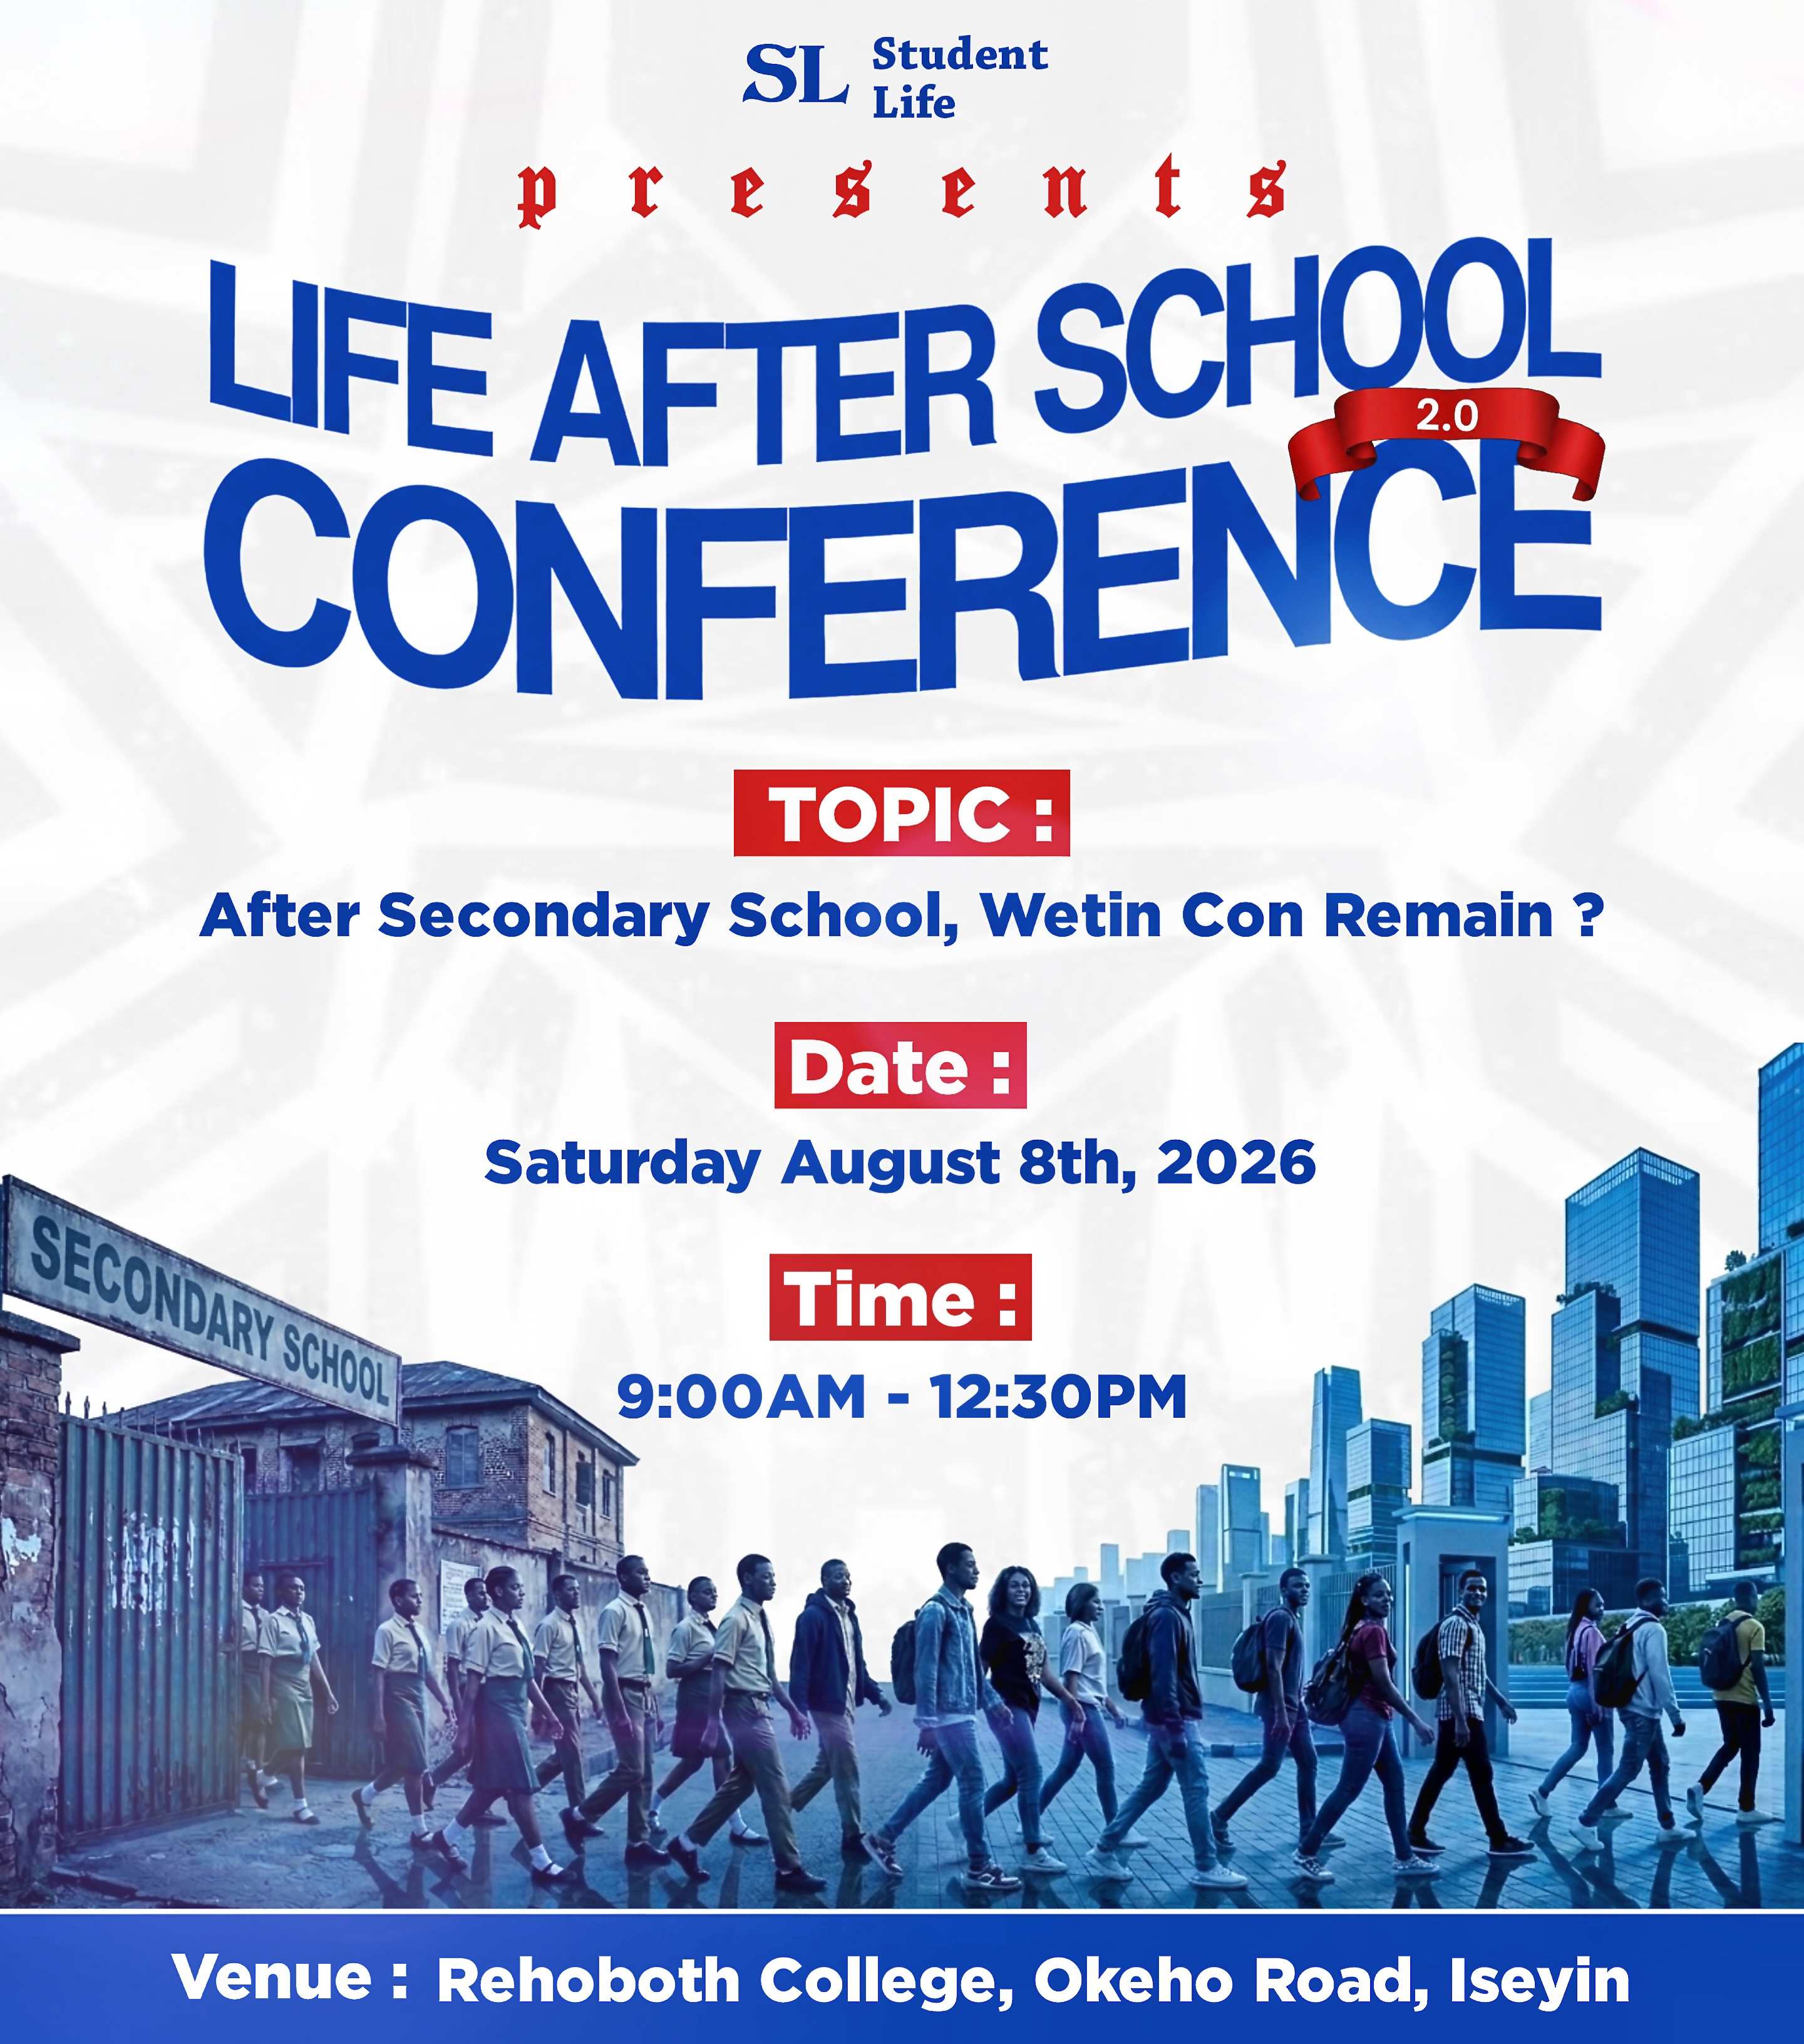 SL Student
Life
presents
LIFE AFTER SCHOOL
2.0
CONFERENCE
TOPIC :
After Secondary School, Wetin Con Remain ?
Date :
Saturday August 8th, 2026
Time :
9:00AM - 12:30PM
SECONDARY SCHOOL
Venue : Rehoboth College, Okeho Road, Iseyin